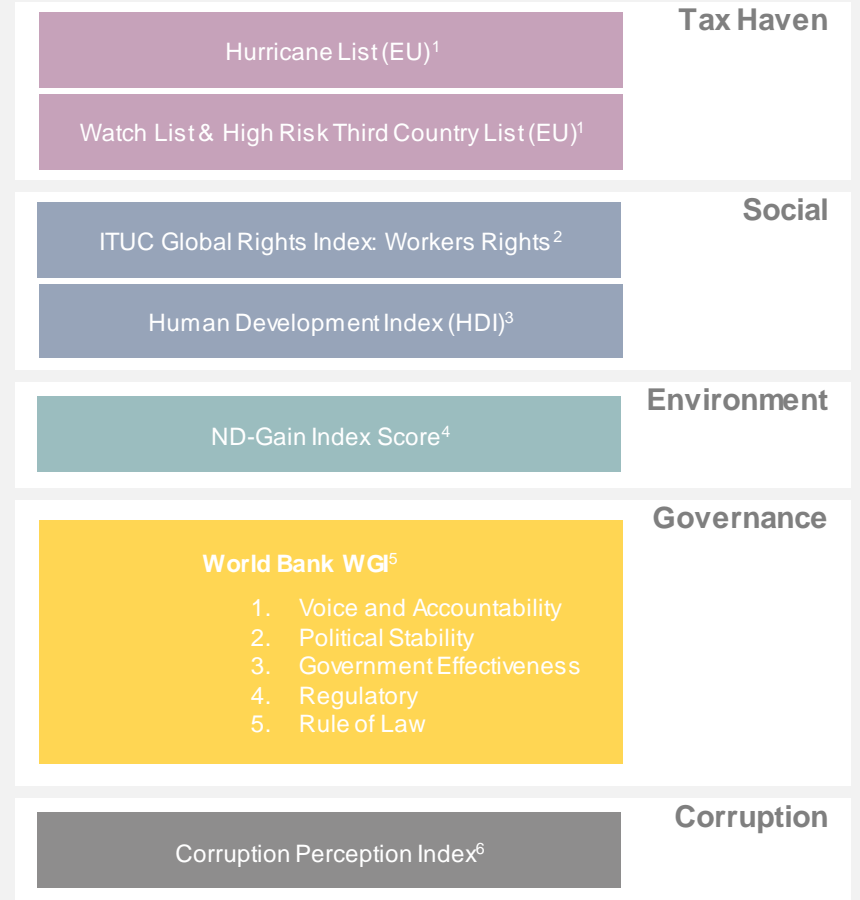 Tax Haven
Hurricane List (EU)1
Watch List & High Risk Third Country List (EU)1
Social
ITUC Global Rights Index: Workers Rights2
Human Development Index (HDI)3
Environment
ND-Gain Index Score4
Governance
World Bank WGI5
1. Voice and Accountability
2. Political Stability
3. Government Effectiveness
4. Regulatory
5. Rule of Law
Corruption
Corruption Perception Index6